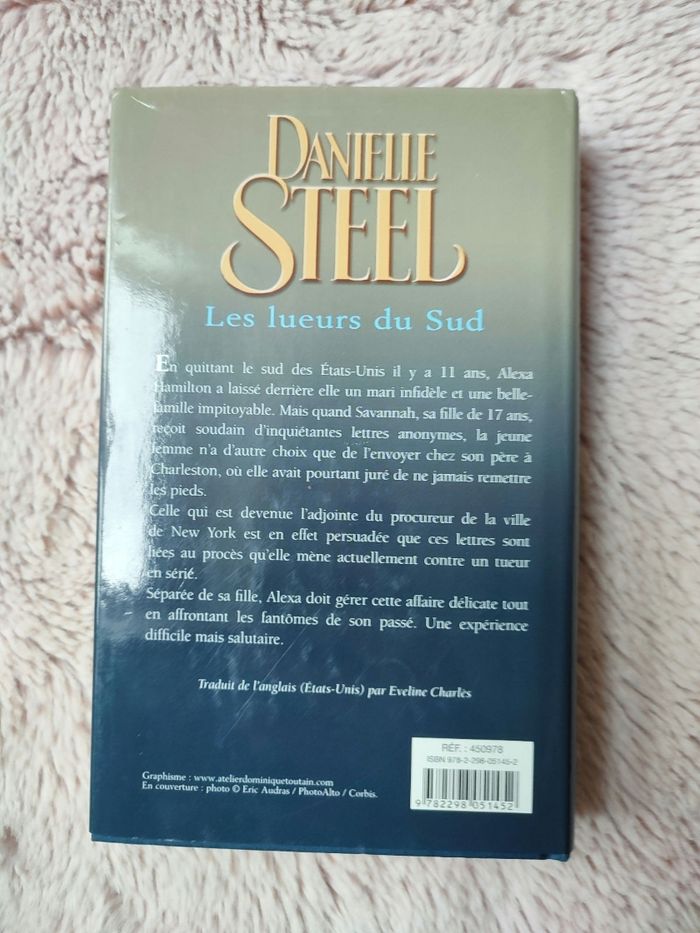 DANIELLE
STEEL
Les lueurs du Sud
En quittant le sud des États-Unis il y a 11 ans, Alexa
Hamilton a laissé derrière elle un mari infidèle et une belle-
famille impitoyable. Mais quand Savannah, sa fille de 17 ans,
reçoit soudain d'inquiétantes lettres anonymes, la jeune
femme n'a d'autre choix que de l'envoyer chez son père à
Charleston, où elle avait pourtant juré de ne jamais remettre
les pieds.
Celle qui est devenue l'adjointe du procureur de la ville
de New York est en effet persuadée que ces lettres sont
liées au procès qu'elle mène actuellement contre un tueur
en série.
Séparée de sa fille, Alexa doit gérer cette affaire délicate tout
en affrontant les fantômes de son passé. Une expérience
difficile mais salutaire.
Traduit de l'anglais (États-Unis) par Eveline Charlès
RÉF. : 450978
ISBN 978-2-298-05145-2
9 782298 051452
Graphisme : www.atelierdominiquetoutain.com
En couverture : photo © Eric Audras / PhotoAlto / Corbis.